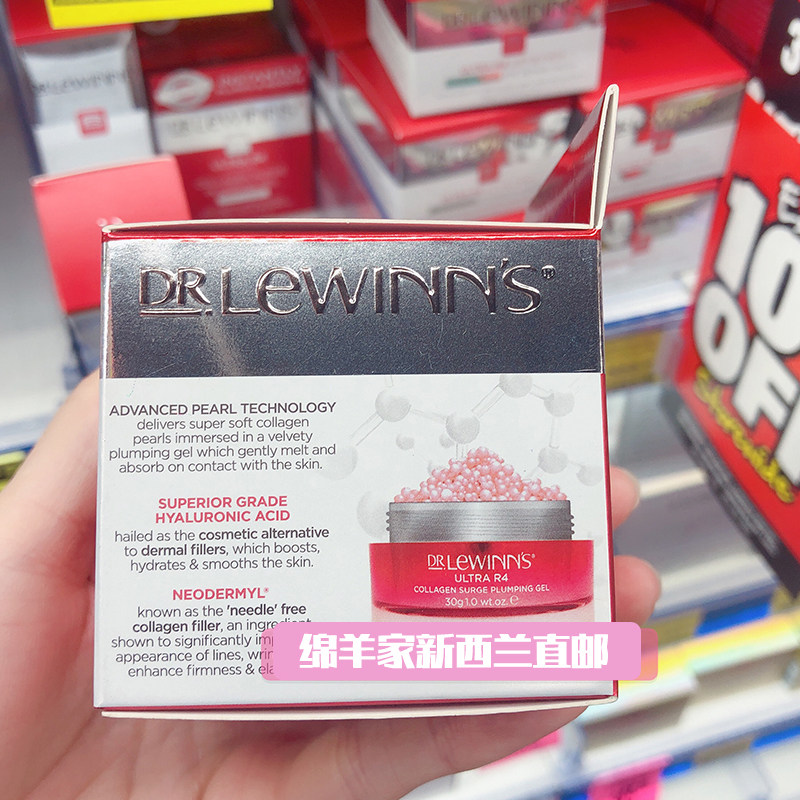 DR.LEWINN'S®
ADVANCED PEARL TECHNOLOGY
delivers super soft collagen
pearls immersed in a velvety
plumping gel which gently melt and
absorb on contact with the skin.
SUPERIOR GRADE
HYALURONIC ACID
hailed as the cosmetic alternative
to dermal fillers, which boosts,
hydrates & smooths the skin.
NEODERMYL®
known as the 'needle' free
collagen filler, an
shown to significantly
appearance of lines,
enhance firmness &
DR.LEWINN'S®
ULTRA R4
COLLAGEN SURGE PLUMPING GEL
30g 1.0 wt oz. ℮
绵羊家新西兰直邮
DR.LEWINN'S
OFF